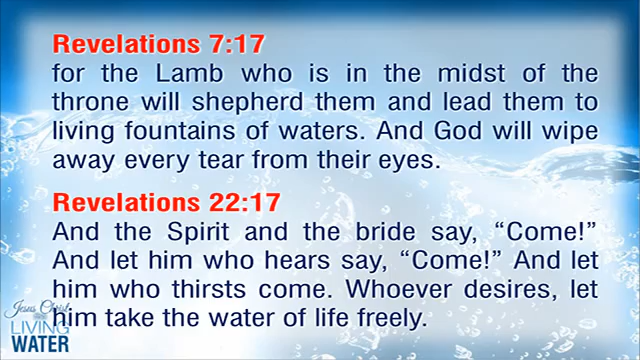 Revelations 7:17
for the Lamb who is in the midst of the
throne will shepherd them and lead them to
living fountains of waters. And God will wipe
away every tear from their eyes.
Revelations 22:17
And the Spirit and the bride say, “Come!”
And let him who hears say, “Come!” And let
him who thirsts come. Whoever desires, let
him take the water of life freely.
Jesus Christ
LIVING
WATER